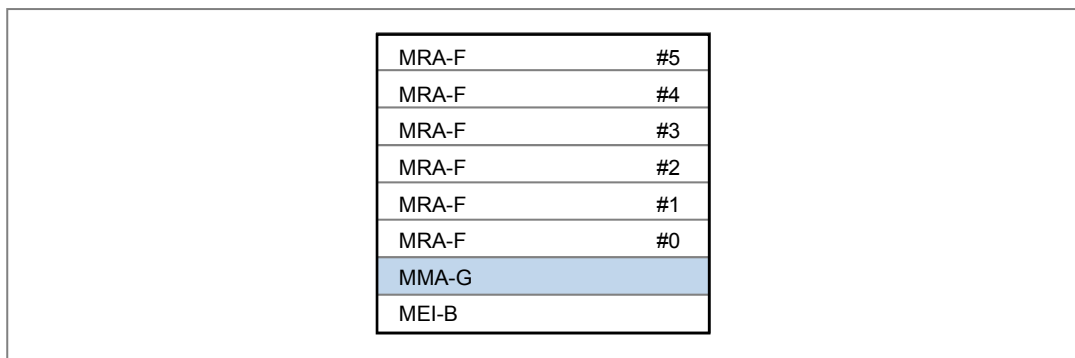 MRA-F #5
MRA-F #4
MRA-F #3
MRA-F #2
MRA-F #1
MRA-F #0
MMA-G
MEI-B